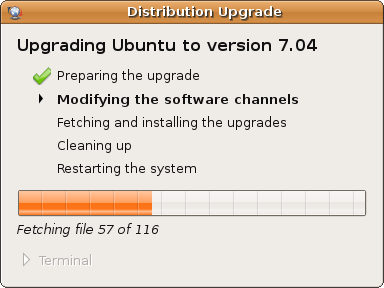 Distribution Upgrade
Upgrading Ubuntu to version 7.04
Preparing the upgrade
Modifying the software channels
Fetching and installing the upgrades
Cleaning up
Restarting the system
Fetching file 57 of 116
Terminal